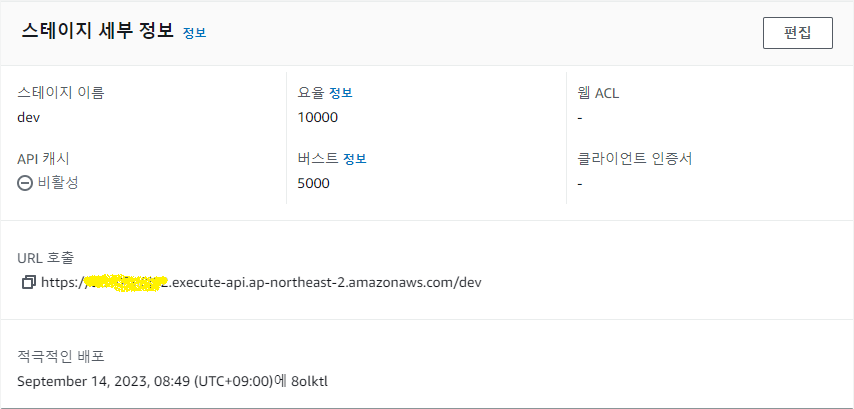 스테이지 세부 정보 정보
편집
스테이지 이름
dev
요율 정보
10000
웹 ACL
-
API 캐시
비활성
버스트 정보
5000
클라이언트 인증서
-
URL 호출
https:// .execute-api.ap-northeast-2.amazonaws.com/dev
적극적인 배포
September 14, 2023, 08:49 (UTC+09:00)에 8olktl